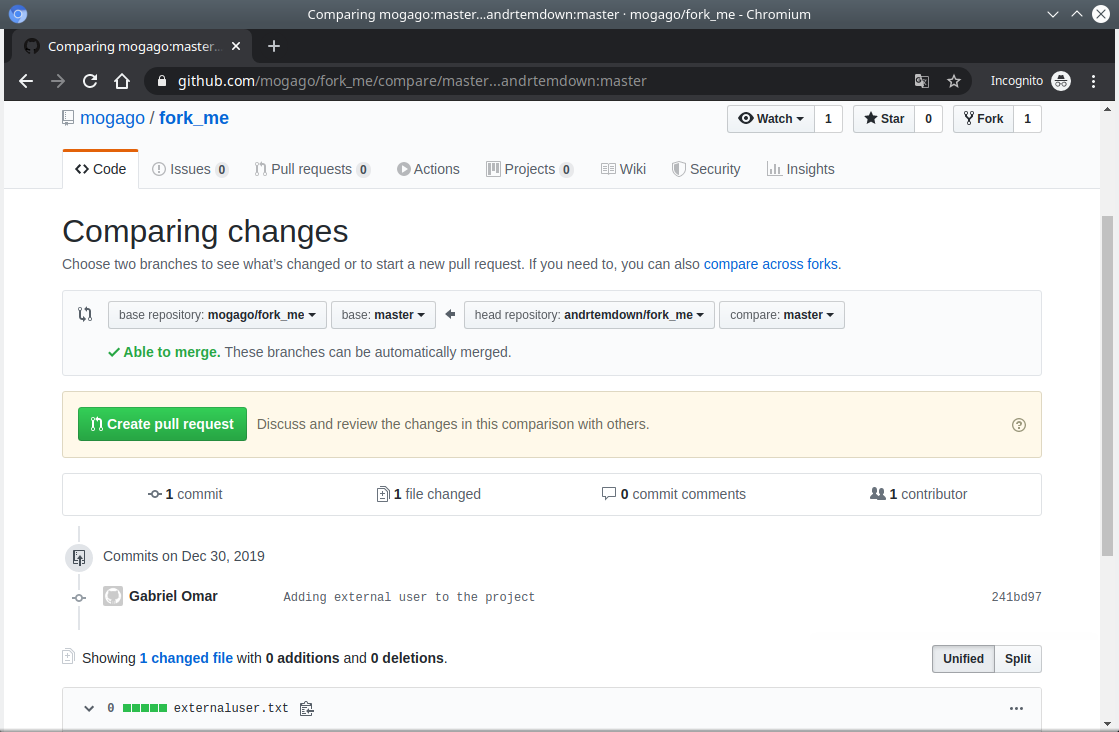 Comparing mogago:master...andrtemdown:master · mogago/fork_me - Chromium
Comparing mogago:master...
github.com/mogago/fork_me/compare/master...andrtemdown:master
Incognito
mogago / fork_me
Watch 1 Star 0 Fork 1
Code Issues 0 Pull requests 0 Actions Projects 0 Wiki Security Insights
Comparing changes
Choose two branches to see what's changed or to start a new pull request. If you need to, you can also compare across forks.
base repository: mogago/fork_me base: master head repository: andrtemdown/fork_me compare: master
Able to merge. These branches can be automatically merged.
Create pull request Discuss and review the changes in this comparison with others.
1 commit 1 file changed 0 commit comments 1 contributor
Commits on Dec 30, 2019
Gabriel Omar Adding external user to the project 241bd97
Showing 1 changed file with 0 additions and 0 deletions.
Unified Split
0 externaluser.txt